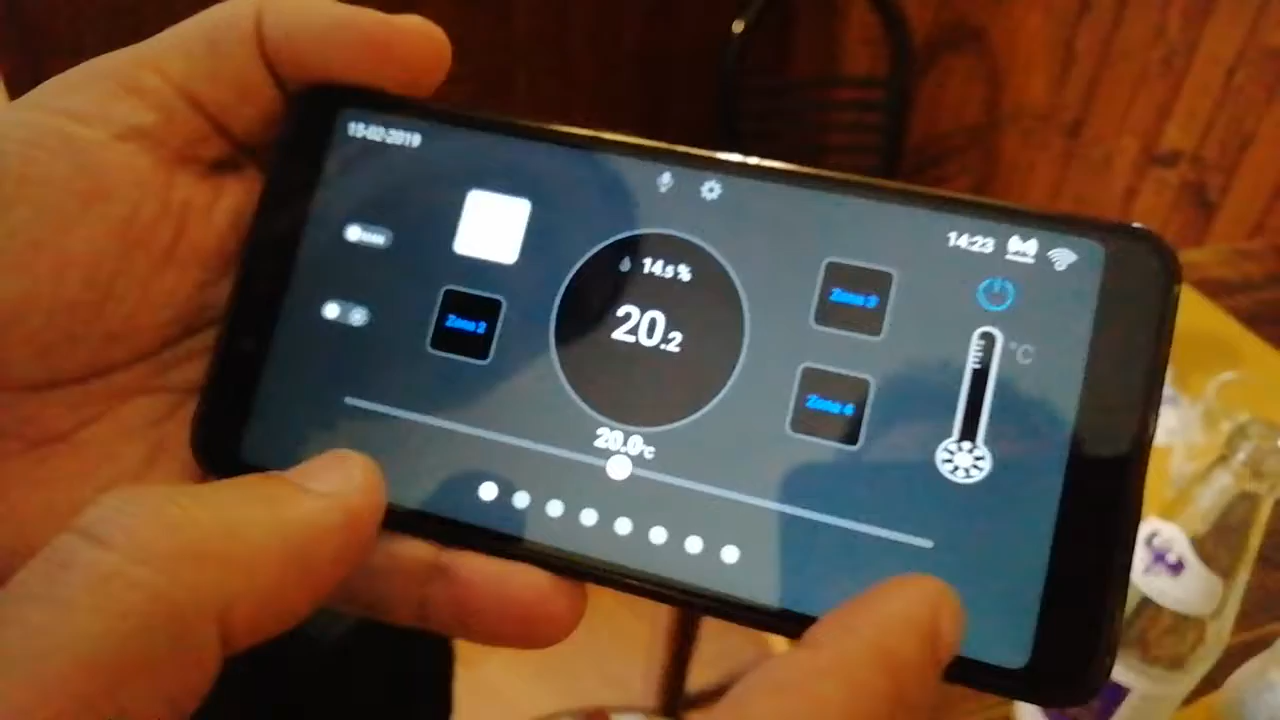 15-02-2019
14:23
14.5 %
20.2
°C
Zona 2
Zona 3
Zona 4
20.0°C